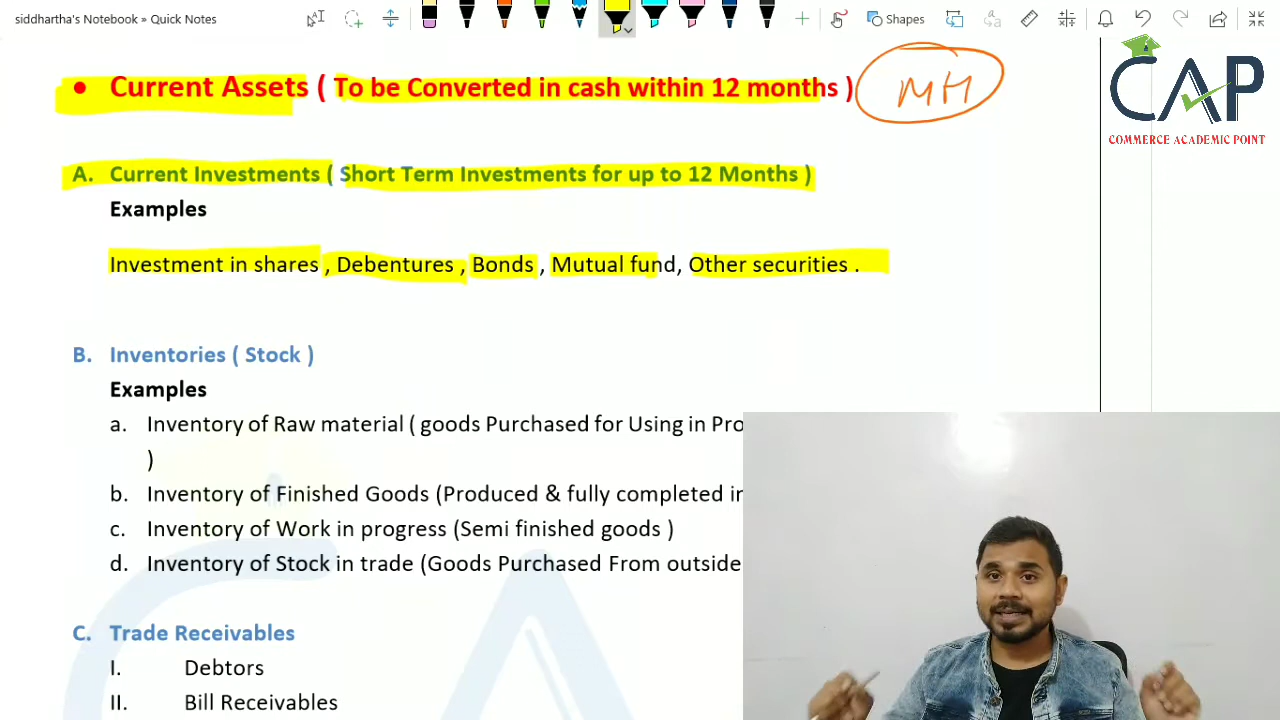 siddhartha's Notebook » Quick Notes
Shapes
• Current Assets ( To be Converted in cash within 12 months )
MH
CAP
COMMERCE ACADEMIC POINT
A. Current Investments ( Short Term Investments for up to 12 Months )
Examples
Investment in shares , Debentures , Bonds , Mutual fund, Other securities .
B. Inventories ( Stock )
Examples
a. Inventory of Raw material ( goods Purchased for Using in Pro
)
b. Inventory of Finished Goods (Produced & fully completed in
c. Inventory of Work in progress (Semi finished goods )
d. Inventory of Stock in trade (Goods Purchased From outside
C. Trade Receivables
I. Debtors
II. Bill Receivables